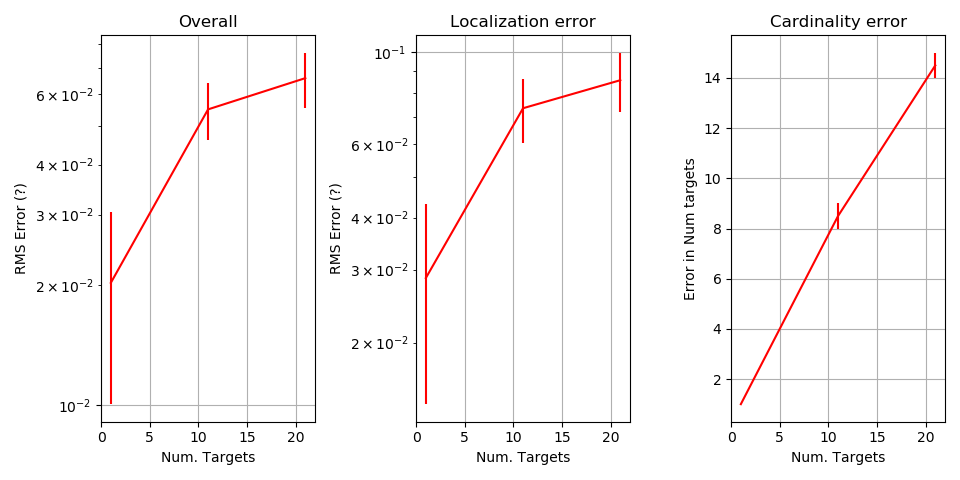 Overall
RMS Error (?)
6 × 10⁻²
4 × 10⁻²
3 × 10⁻²
2 × 10⁻²
10⁻²
0 5 10 15 20
Num. Targets
Localization error
RMS Error (?)
10⁻¹
6 × 10⁻²
4 × 10⁻²
3 × 10⁻²
2 × 10⁻²
0 5 10 15 20
Num. Targets
Cardinality error
Error in Num targets
14
12
10
8
6
4
2
0 5 10 15 20
Num. Targets